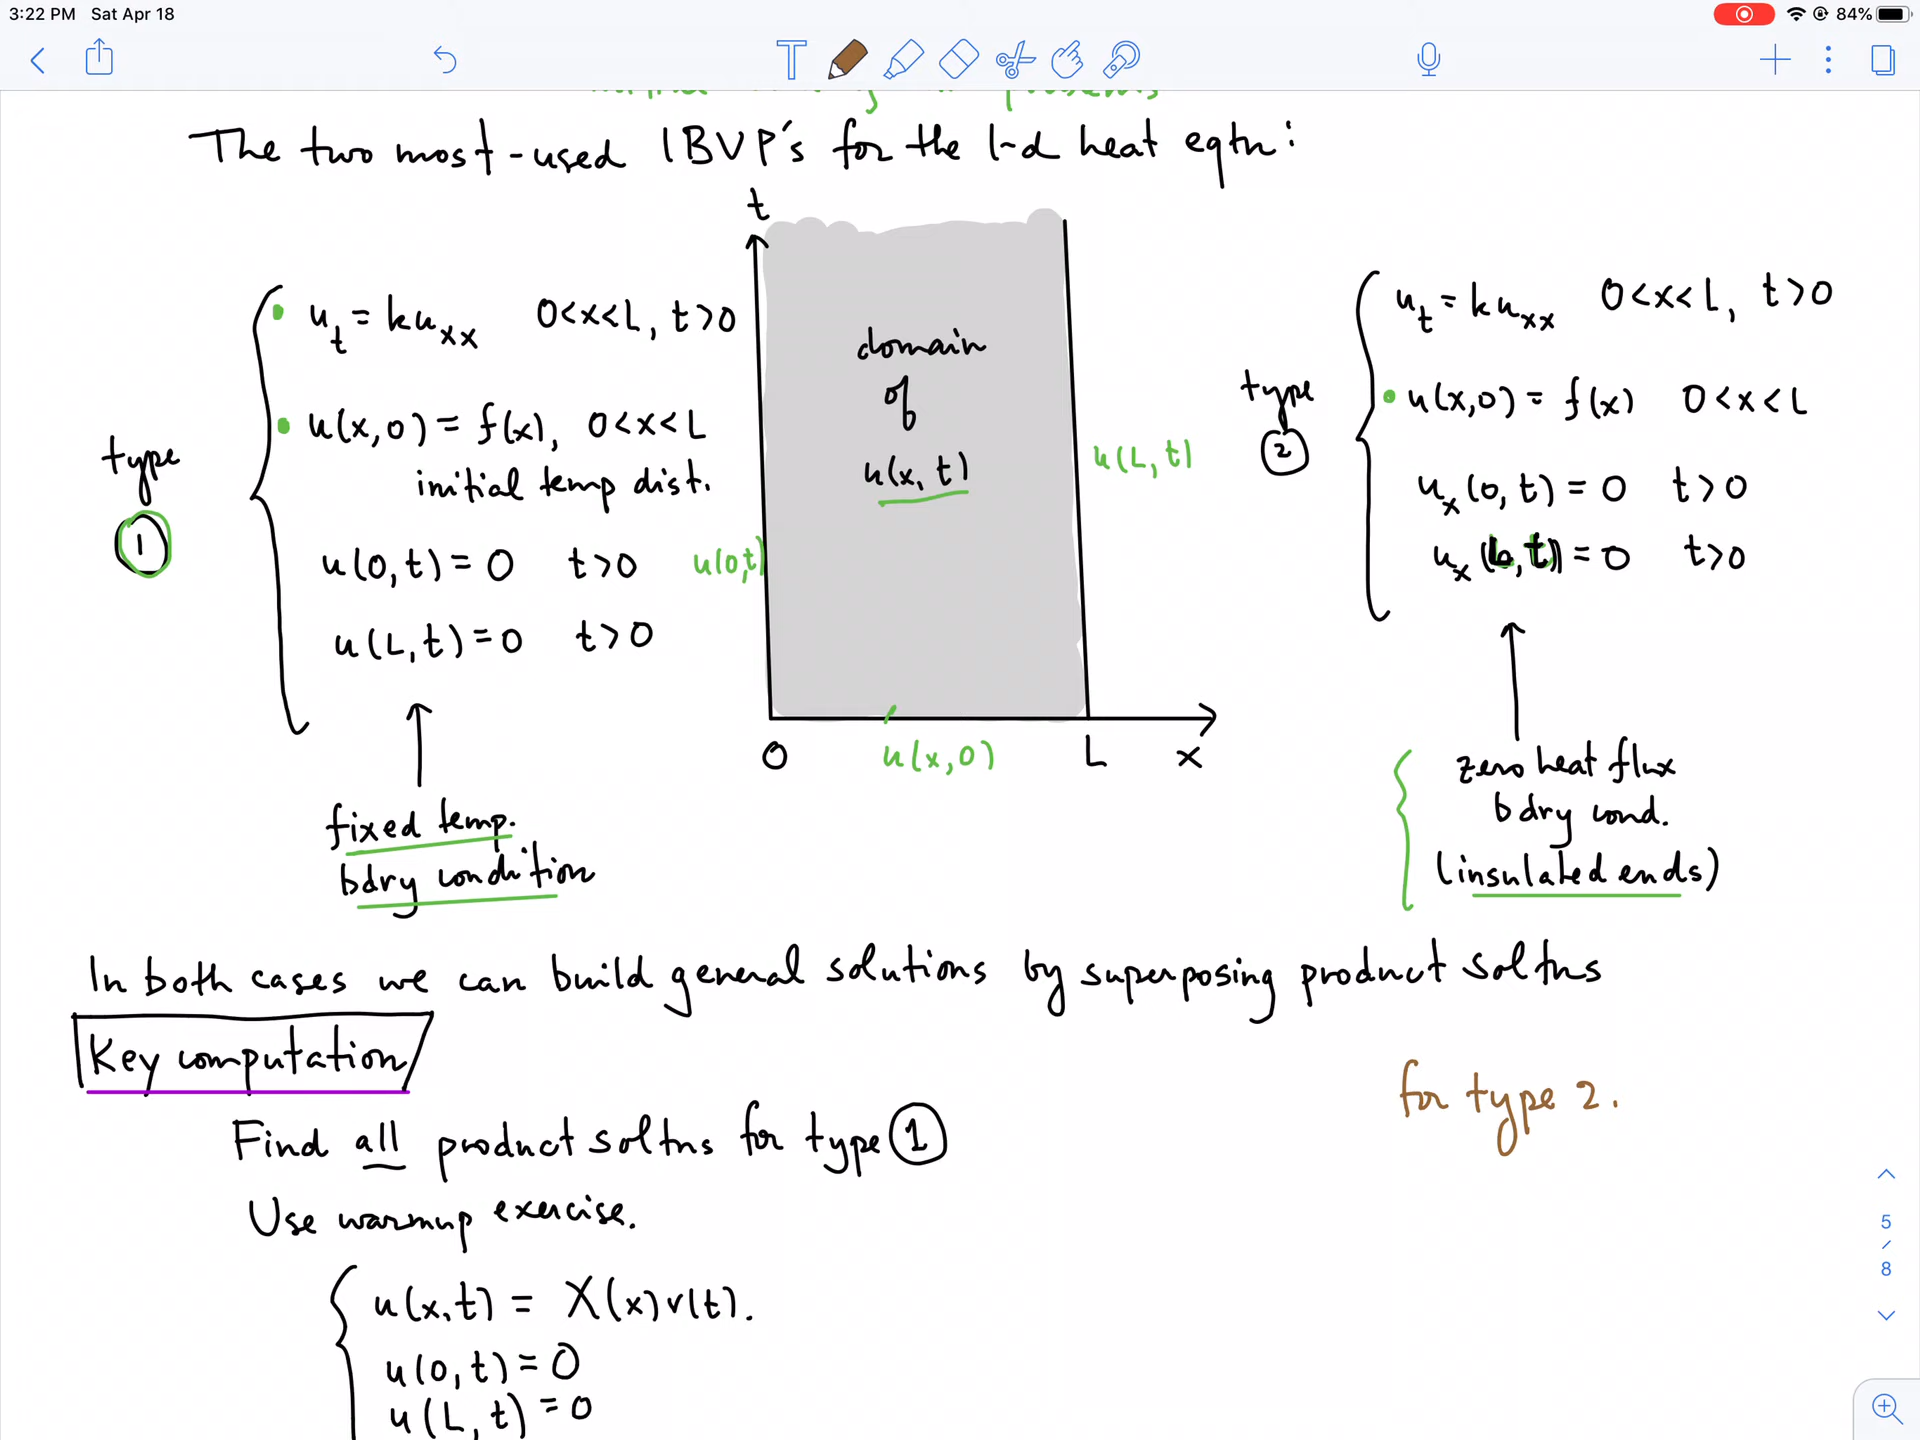 3:22 PM Sat Apr 18
84%
The two most-used IBVP's for the 1-d heat eqtn:
type
①
u_t = ku_xx 0<x<L, t>0
u(x,0) = f(x), 0<x<L
initial temp dist.
u(0,t) = 0 t>0
u(L,t) = 0 t>0
fixed temp.
bdry condition
t
domain
of
u(x,t)
u(0,t)
u(L,t)
u(x,0)
0 L x
type
②
u_t = ku_xx 0<x<L, t>0
u(x,0) = f(x) 0<x<L
u_x(0,t) = 0 t>0
u_x(L,t) = 0 t>0
zero heat flux
bdry cond.
(insulated ends)
In both cases we can build general solutions by superposing product soltns
Key computation
for type 2.
Find all product soltns for type ①
Use warmup exercise.
u(x,t) = X(x)v(t).
u(0,t) = 0
u(L,t) = 0
5
/
8